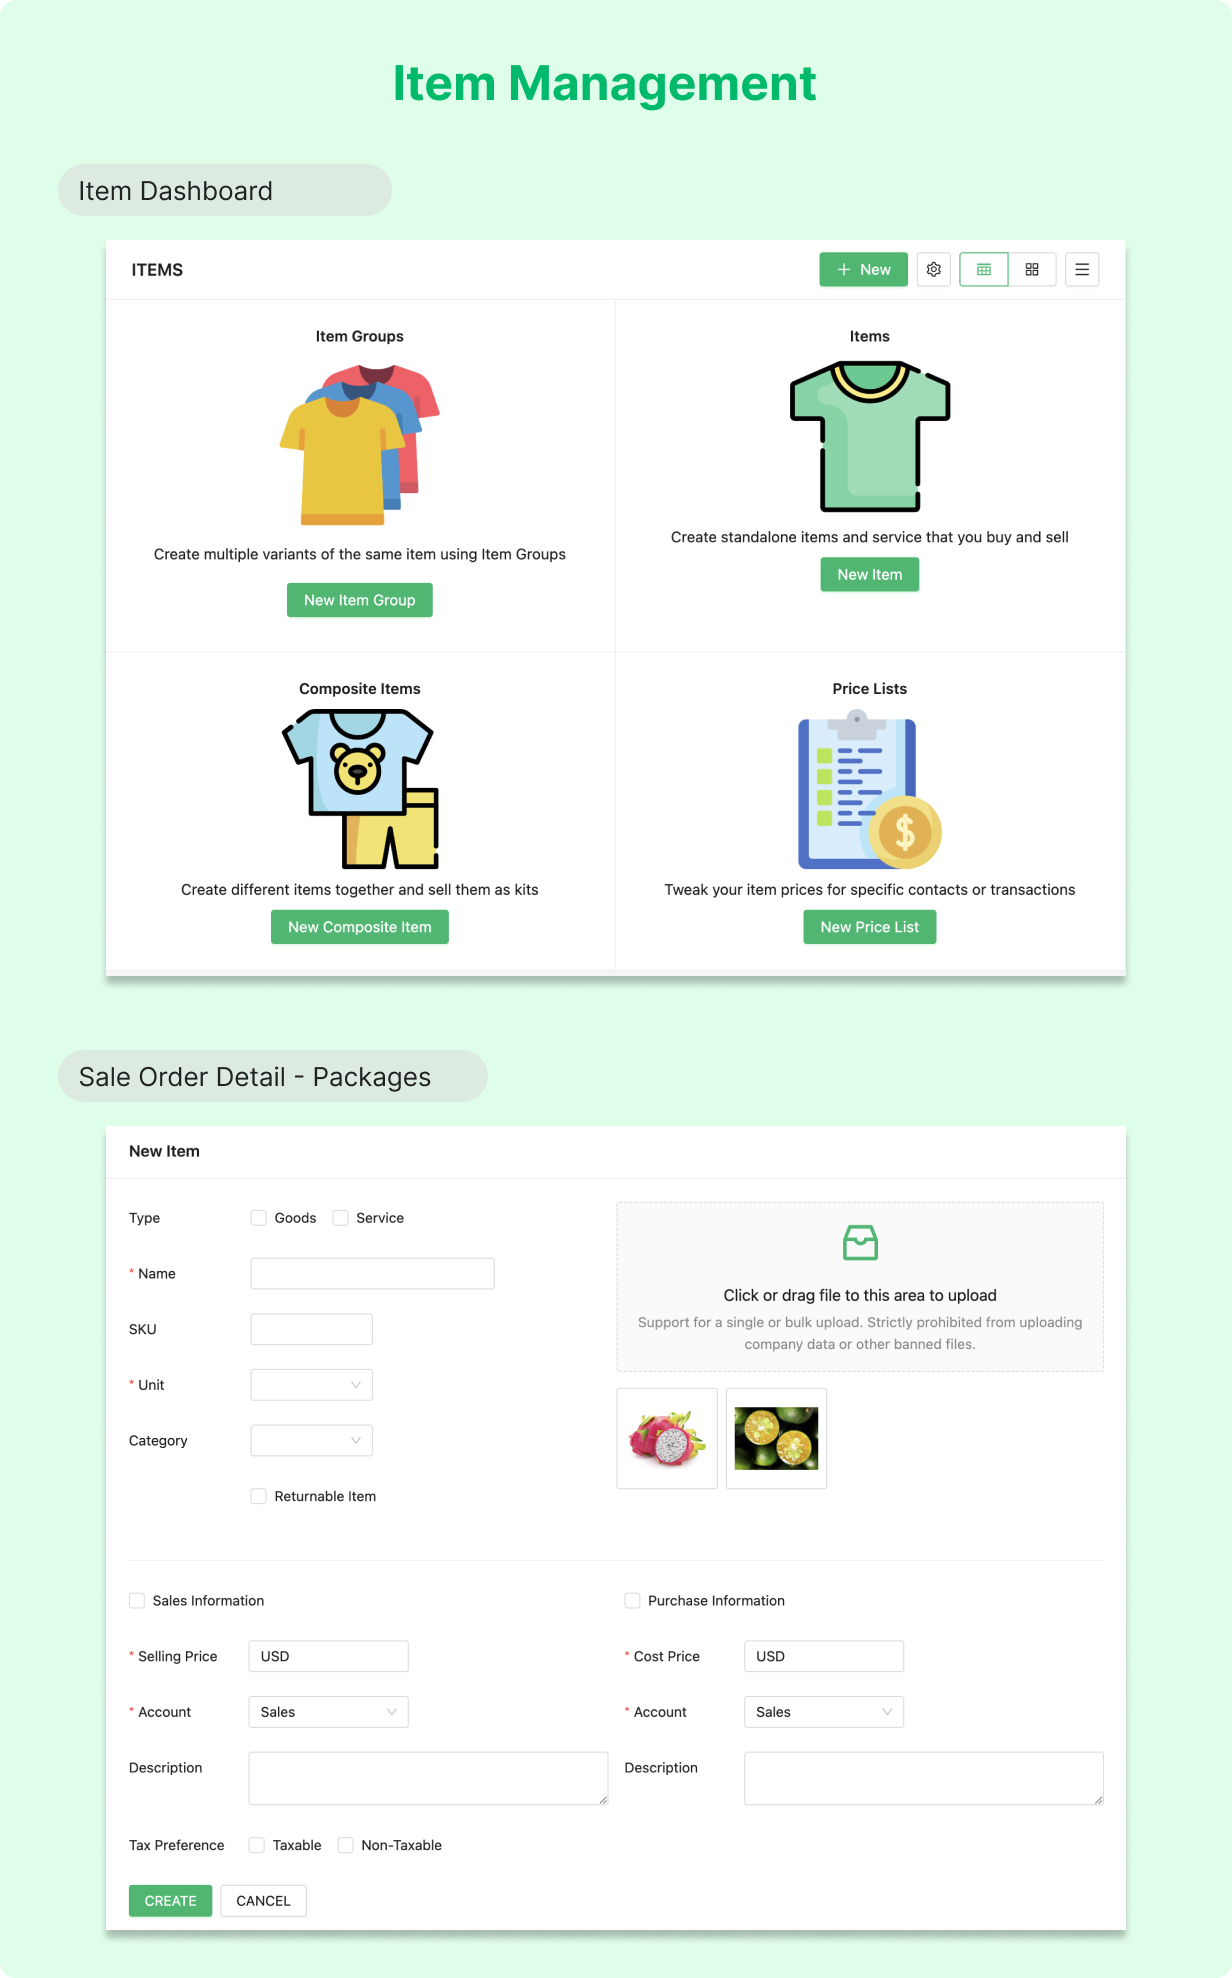 Item Management
Item Dashboard
ITEMS
New
Item Groups
Items
Create multiple variants of the same item using Item Groups
New Item Group
Create standalone items and service that you buy and sell
New Item
Composite Items
Price Lists
$
Create different items together and sell them as kits
New Composite Item
Tweak your item prices for specific contacts or transactions
New Price List
Sale Order Detail - Packages
New Item
Type Goods Service
* Name
SKU
* Unit
Category
Returnable Item
Click or drag file to this area to upload
Support for a single or bulk upload. Strictly prohibited from uploading
company data or other banned files.
Sales Information
* Selling Price USD
* Account Sales
Description
Purchase Information
* Cost Price USD
* Account Sales
Description
Tax Preference Taxable Non-Taxable
CREATE CANCEL